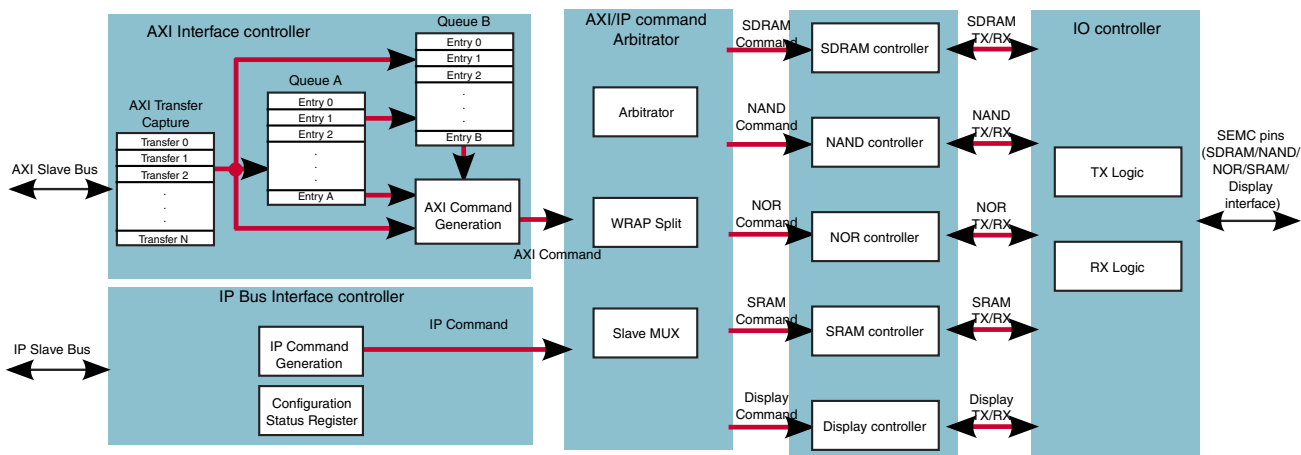 AXI Interface controller
AXI Transfer
Capture
Transfer 0
Transfer 1
Transfer 2
.
.
.
Transfer N
Queue A
Entry 0
Entry 1
Entry 2
.
.
.
Entry A
Queue B
Entry 0
Entry 1
Entry 2
.
.
.
Entry B
AXI Command
Generation
AXI Slave Bus
AXI Command
IP Bus Interface controller
IP Command
Generation
Configuration
Status Register
IP Command
IP Slave Bus
AXI/IP command
Arbitrator
Arbitrator
WRAP Split
Slave MUX
SDRAM
Command
NAND
Command
NOR
Command
SRAM
Command
Display
Command
SDRAM controller
NAND controller
NOR controller
SRAM controller
Display controller
SDRAM
TX/RX
NAND
TX/RX
NOR
TX/RX
SRAM
TX/RX
Display
TX/RX
IO controller
TX Logic
RX Logic
SEMC pins
(SDRAM/NAND/
NOR/SRAM/
Display
interface)